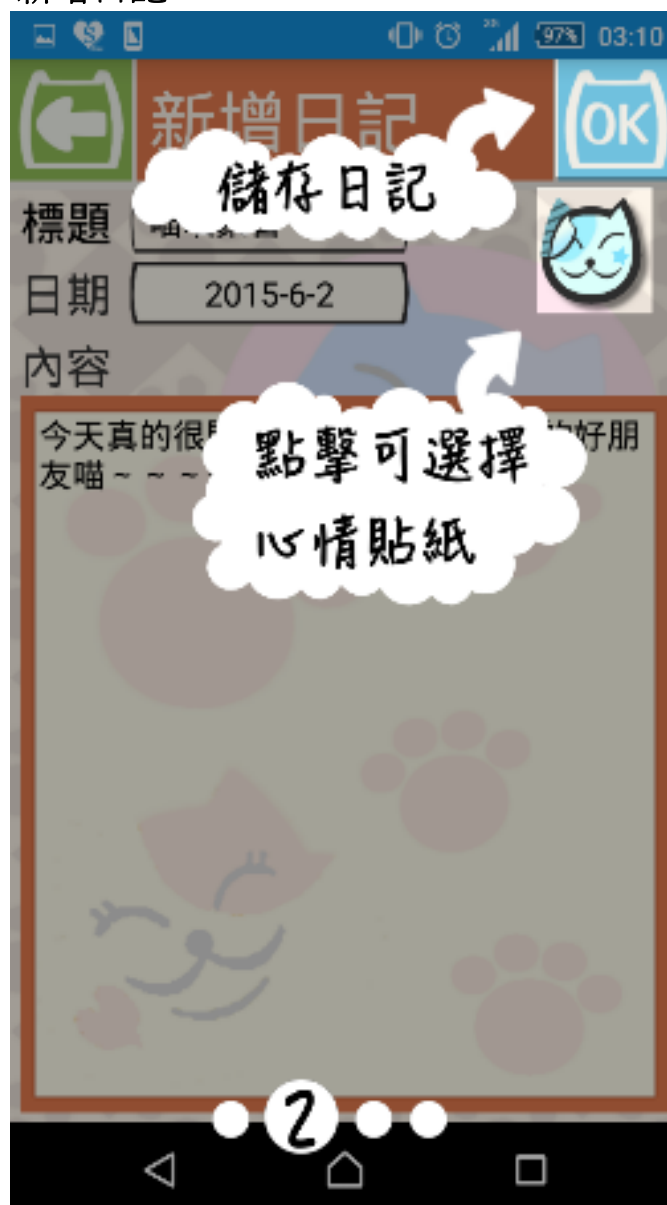 97% 03:10
新增日記
OK
儲存日記
標題
日期 2015-6-2
內容
今天真的很 好朋
友喵～～～
點擊可選擇
心情貼紙
2